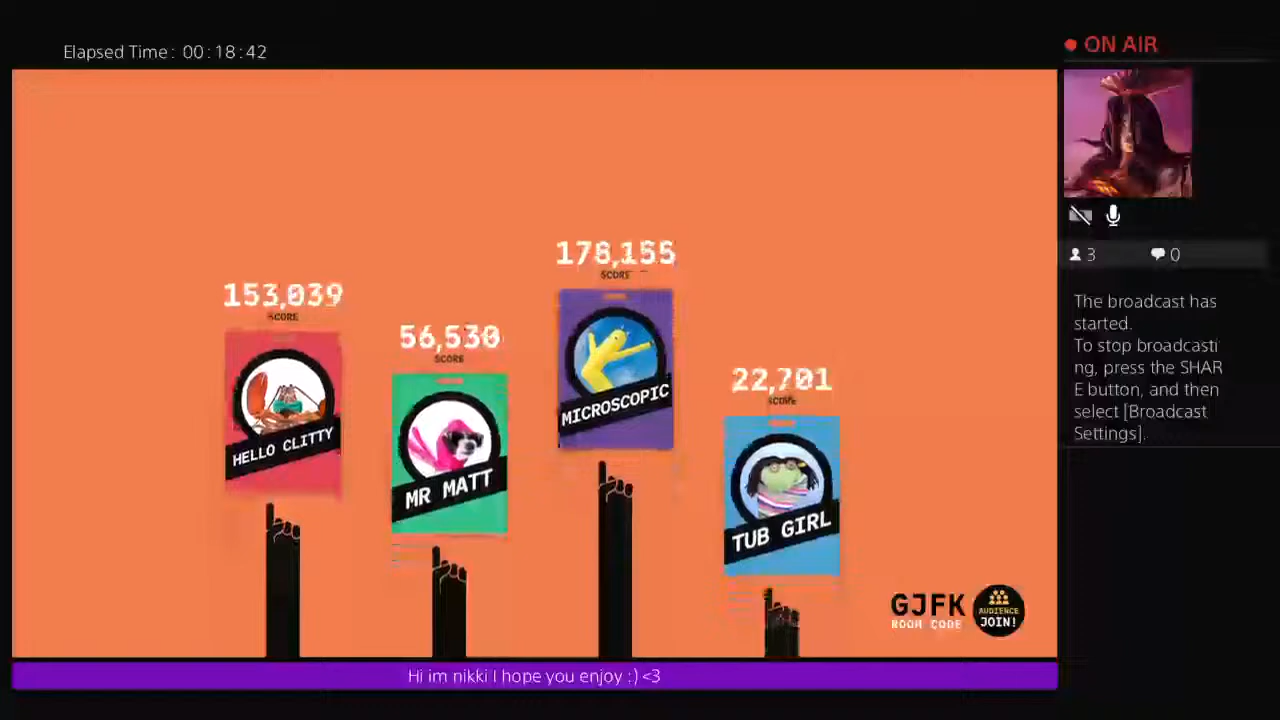 Elapsed Time: 00:18:42
ON AIR
178,155
SCORE
153,039
SCORE
56,530
SCORE
22,701
SCORE
HELLO CLITTY
MR MATT
MICROSCOPIC
TUB GIRL
GJFK
ROOM CODE
AUDIENCE
JOIN!
Hi im nikki I hope you enjoy :) <3
3
0
The broadcast has
started.
To stop broadcasti
ng, press the SHAR
E button, and then
select [Broadcast
Settings].